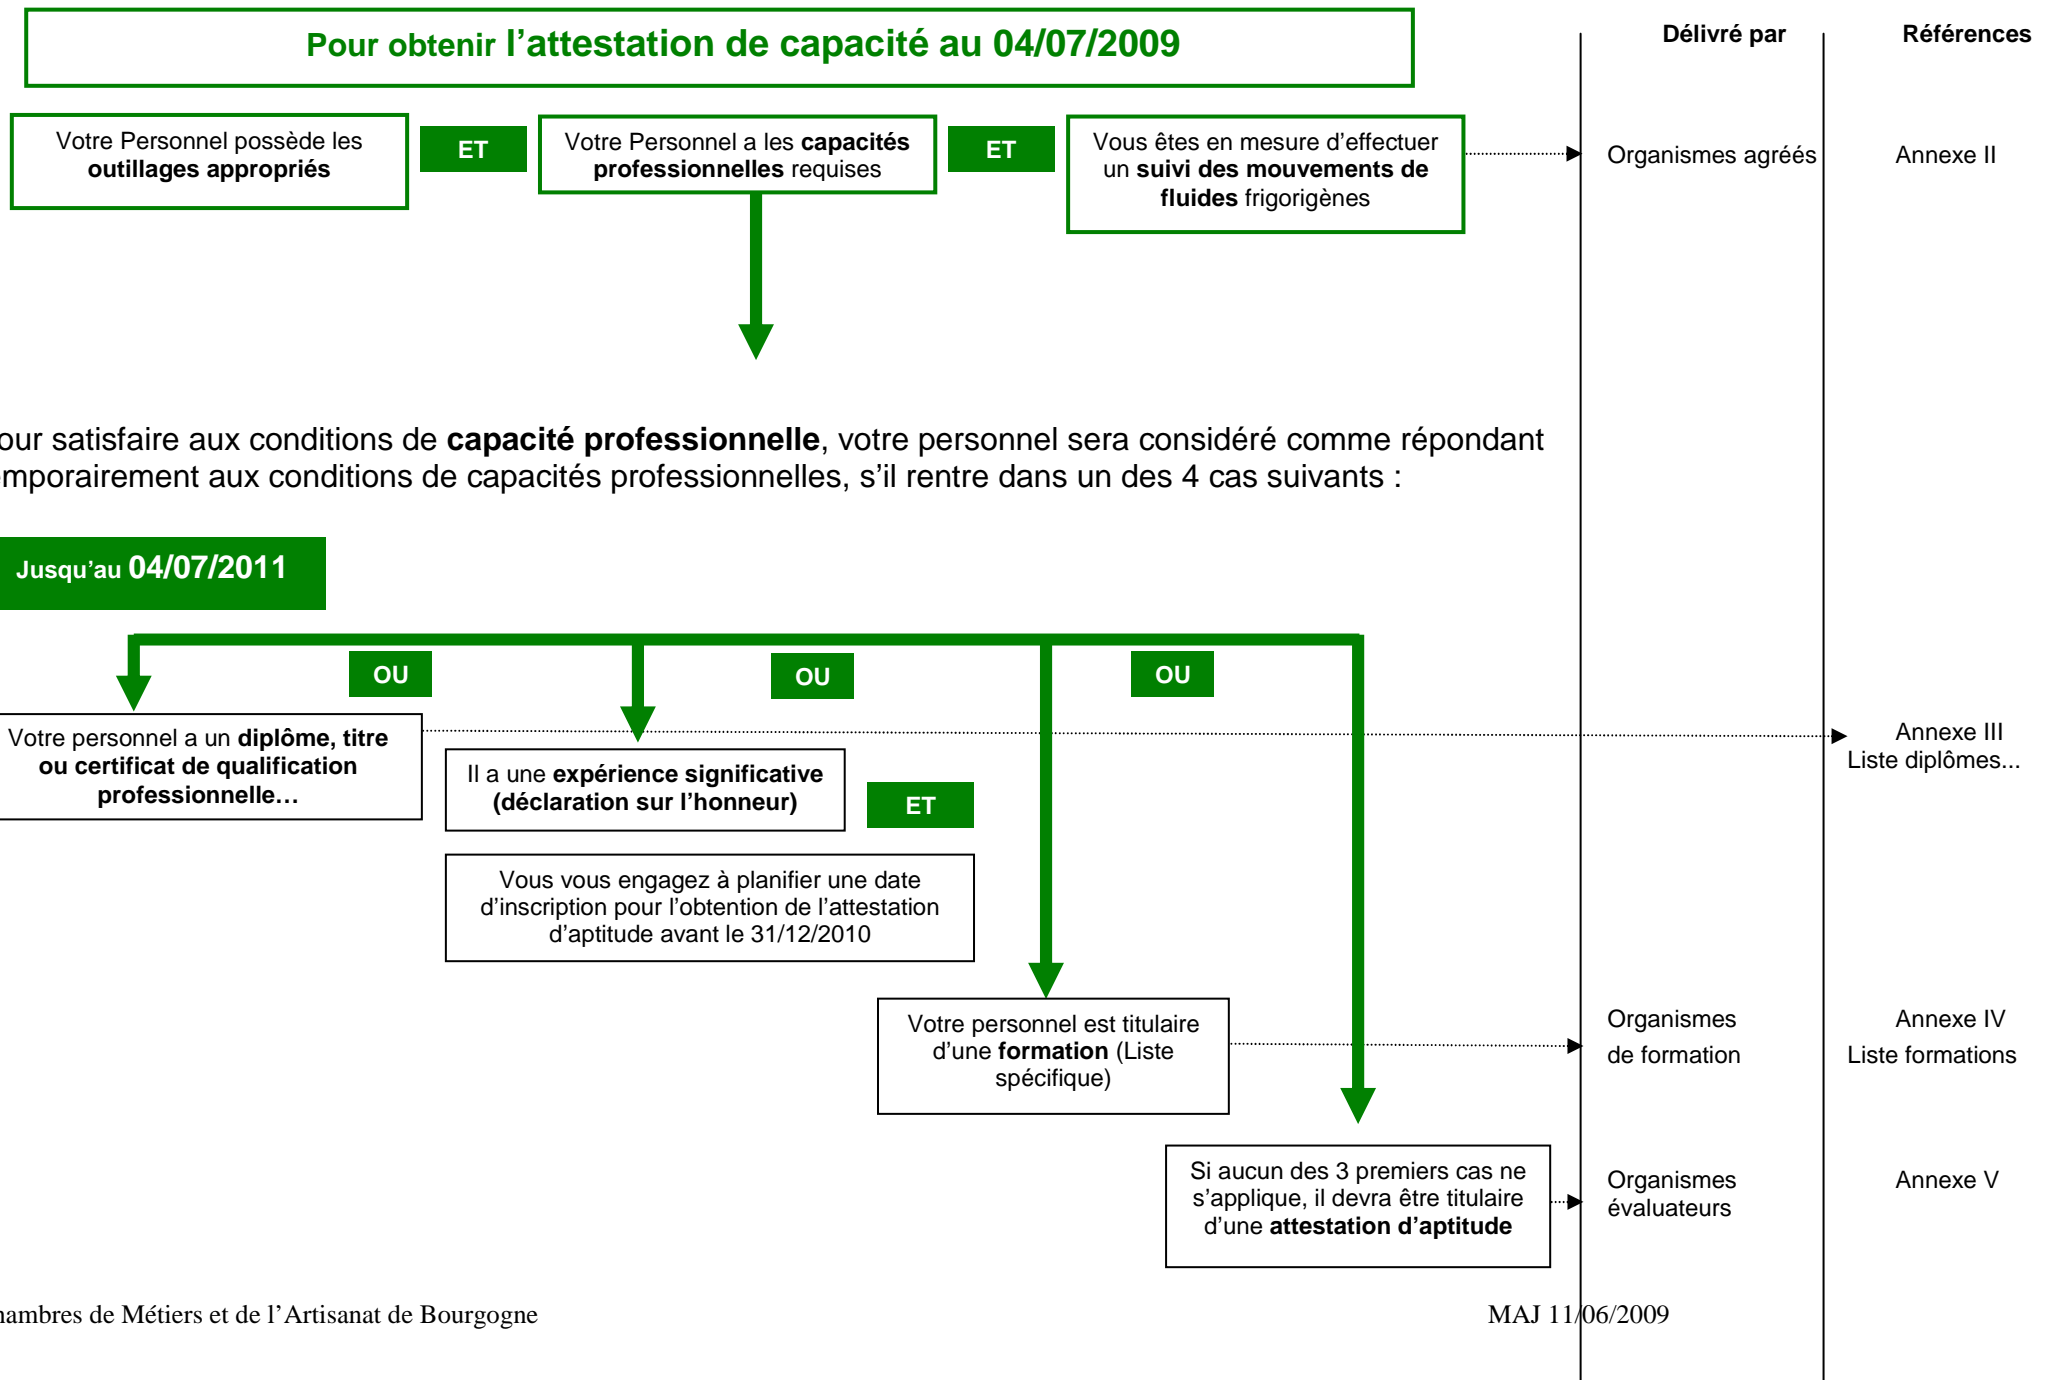 Pour obtenir l'attestation de capacité au 04/07/2009
Délivré par
Références
Votre Personnel possède les
outillages appropriés
ET
Votre Personnel a les capacités
professionnelles requises
ET
Vous êtes en mesure d'effectuer
un suivi des mouvements de
fluides frigorigènes
Organismes agréés
Annexe II
our satisfaire aux conditions de capacité professionnelle, votre personnel sera considéré comme répondant
emporairement aux conditions de capacités professionnelles, s'il rentre dans un des 4 cas suivants :
Jusqu'au 04/07/2011
OU
OU
OU
Votre personnel a un diplôme, titre
ou certificat de qualification
professionnelle…
Annexe III
Liste diplômes...
Il a une expérience significative
(déclaration sur l'honneur)
ET
Vous vous engagez à planifier une date
d'inscription pour l'obtention de l'attestation
d'aptitude avant le 31/12/2010
Votre personnel est titulaire
d'une formation (Liste
spécifique)
Organismes
de formation
Annexe IV
Liste formations
Si aucun des 3 premiers cas ne
s'applique, il devra être titulaire
d'une attestation d'aptitude
Organismes
évaluateurs
Annexe V
hambres de Métiers et de l'Artisanat de Bourgogne
MAJ 11/06/2009